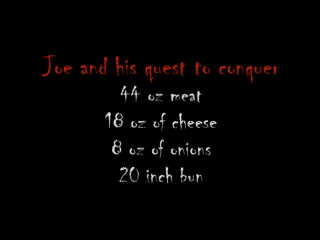 Joe and his quest to conquer
44 oz meat
18 oz of cheese
8 oz of onions
20 inch bun